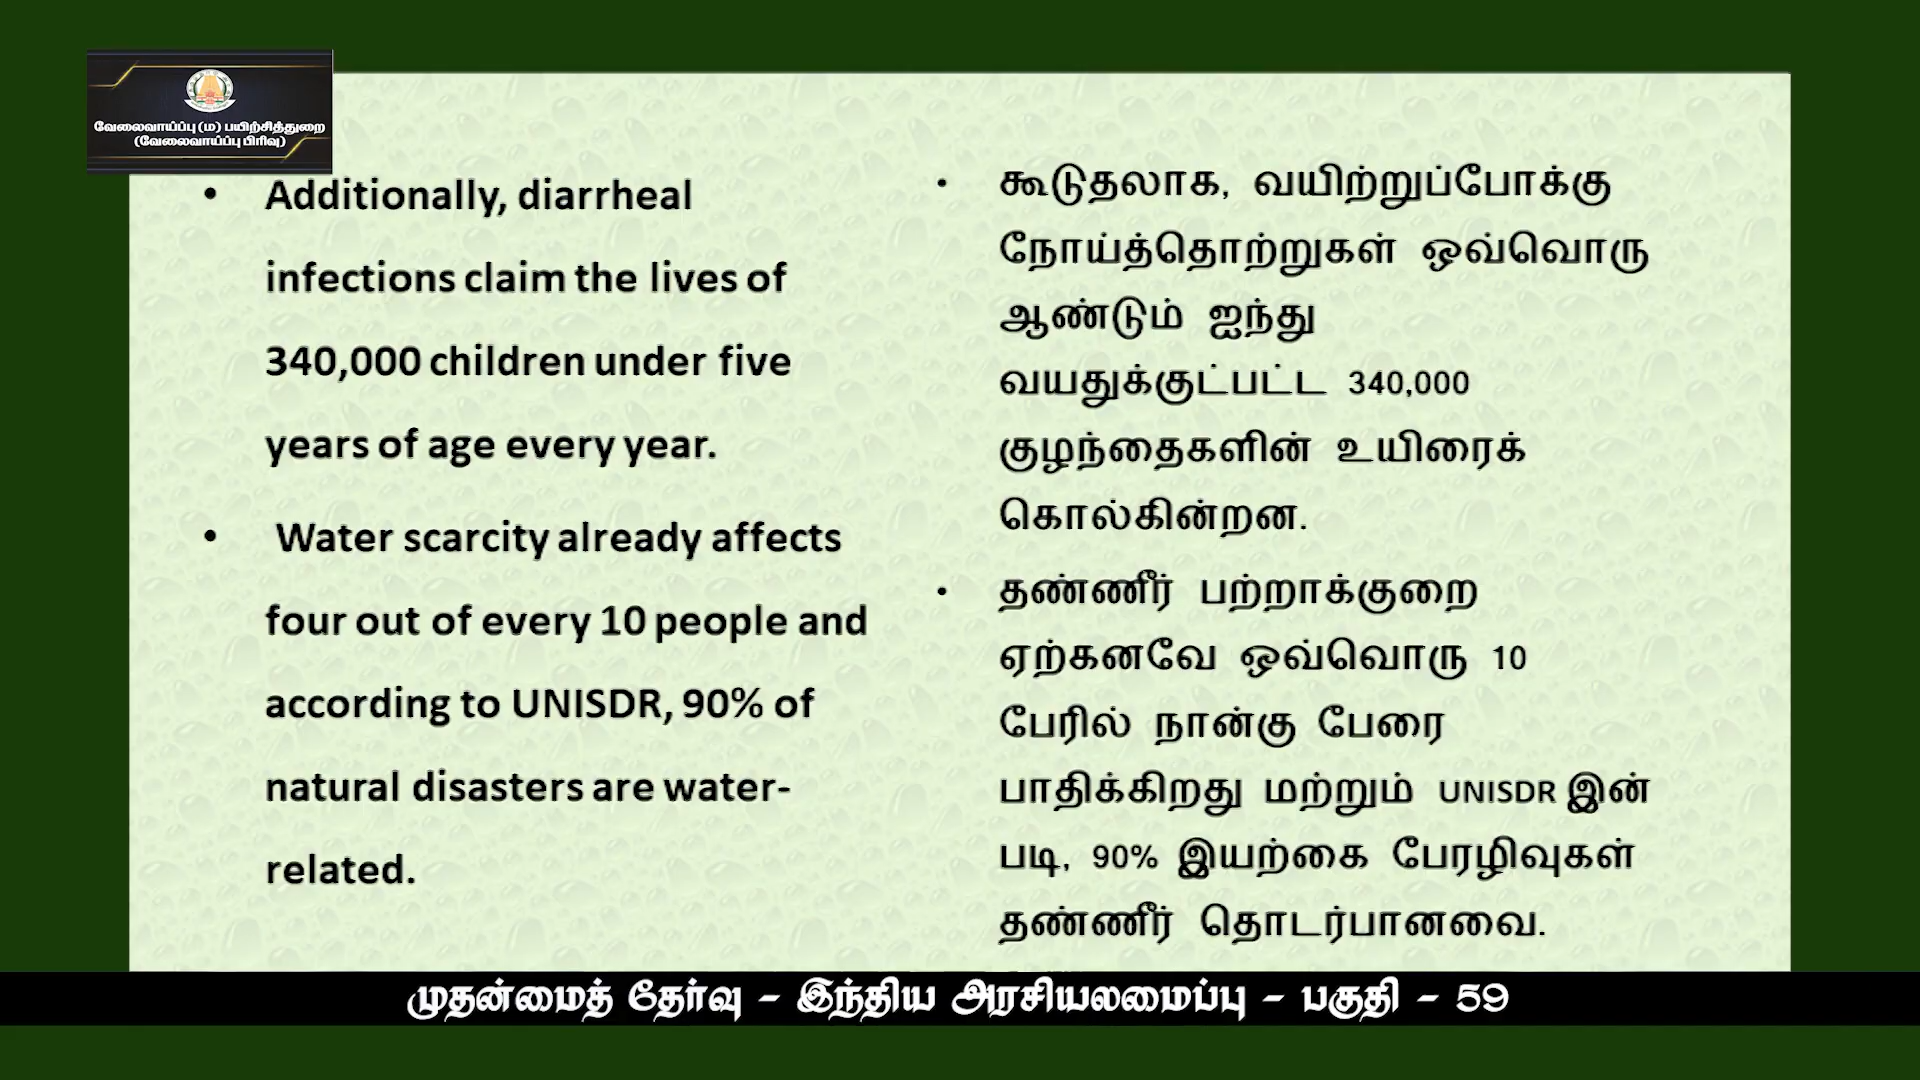 வேலைவாய்ப்பு (ம) பயிற்சித்துறை
(வேலைவாய்ப்பு பிரிவு)
• Additionally, diarrheal
infections claim the lives of
340,000 children under five
years of age every year.
• Water scarcity already affects
four out of every 10 people and
according to UNISDR, 90% of
natural disasters are water-
related.
• கூடுதலாக, வயிற்றுப்போக்கு
நோய்த்தொற்றுகள் ஒவ்வொரு
ஆண்டும் ஐந்து
வயதுக்குட்பட்ட 340,000
குழந்தைகளின் உயிரைக்
கொல்கின்றன.
• தண்ணீர் பற்றாக்குறை
ஏற்கனவே ஒவ்வொரு 10
பேரில் நான்கு பேரை
பாதிக்கிறது மற்றும் UNISDR இன்
படி, 90% இயற்கை பேரழிவுகள்
தண்ணீர் தொடர்பானவை.
முதன்மைத் தேர்வு - இந்திய அரசியலமைப்பு - பகுதி - 59